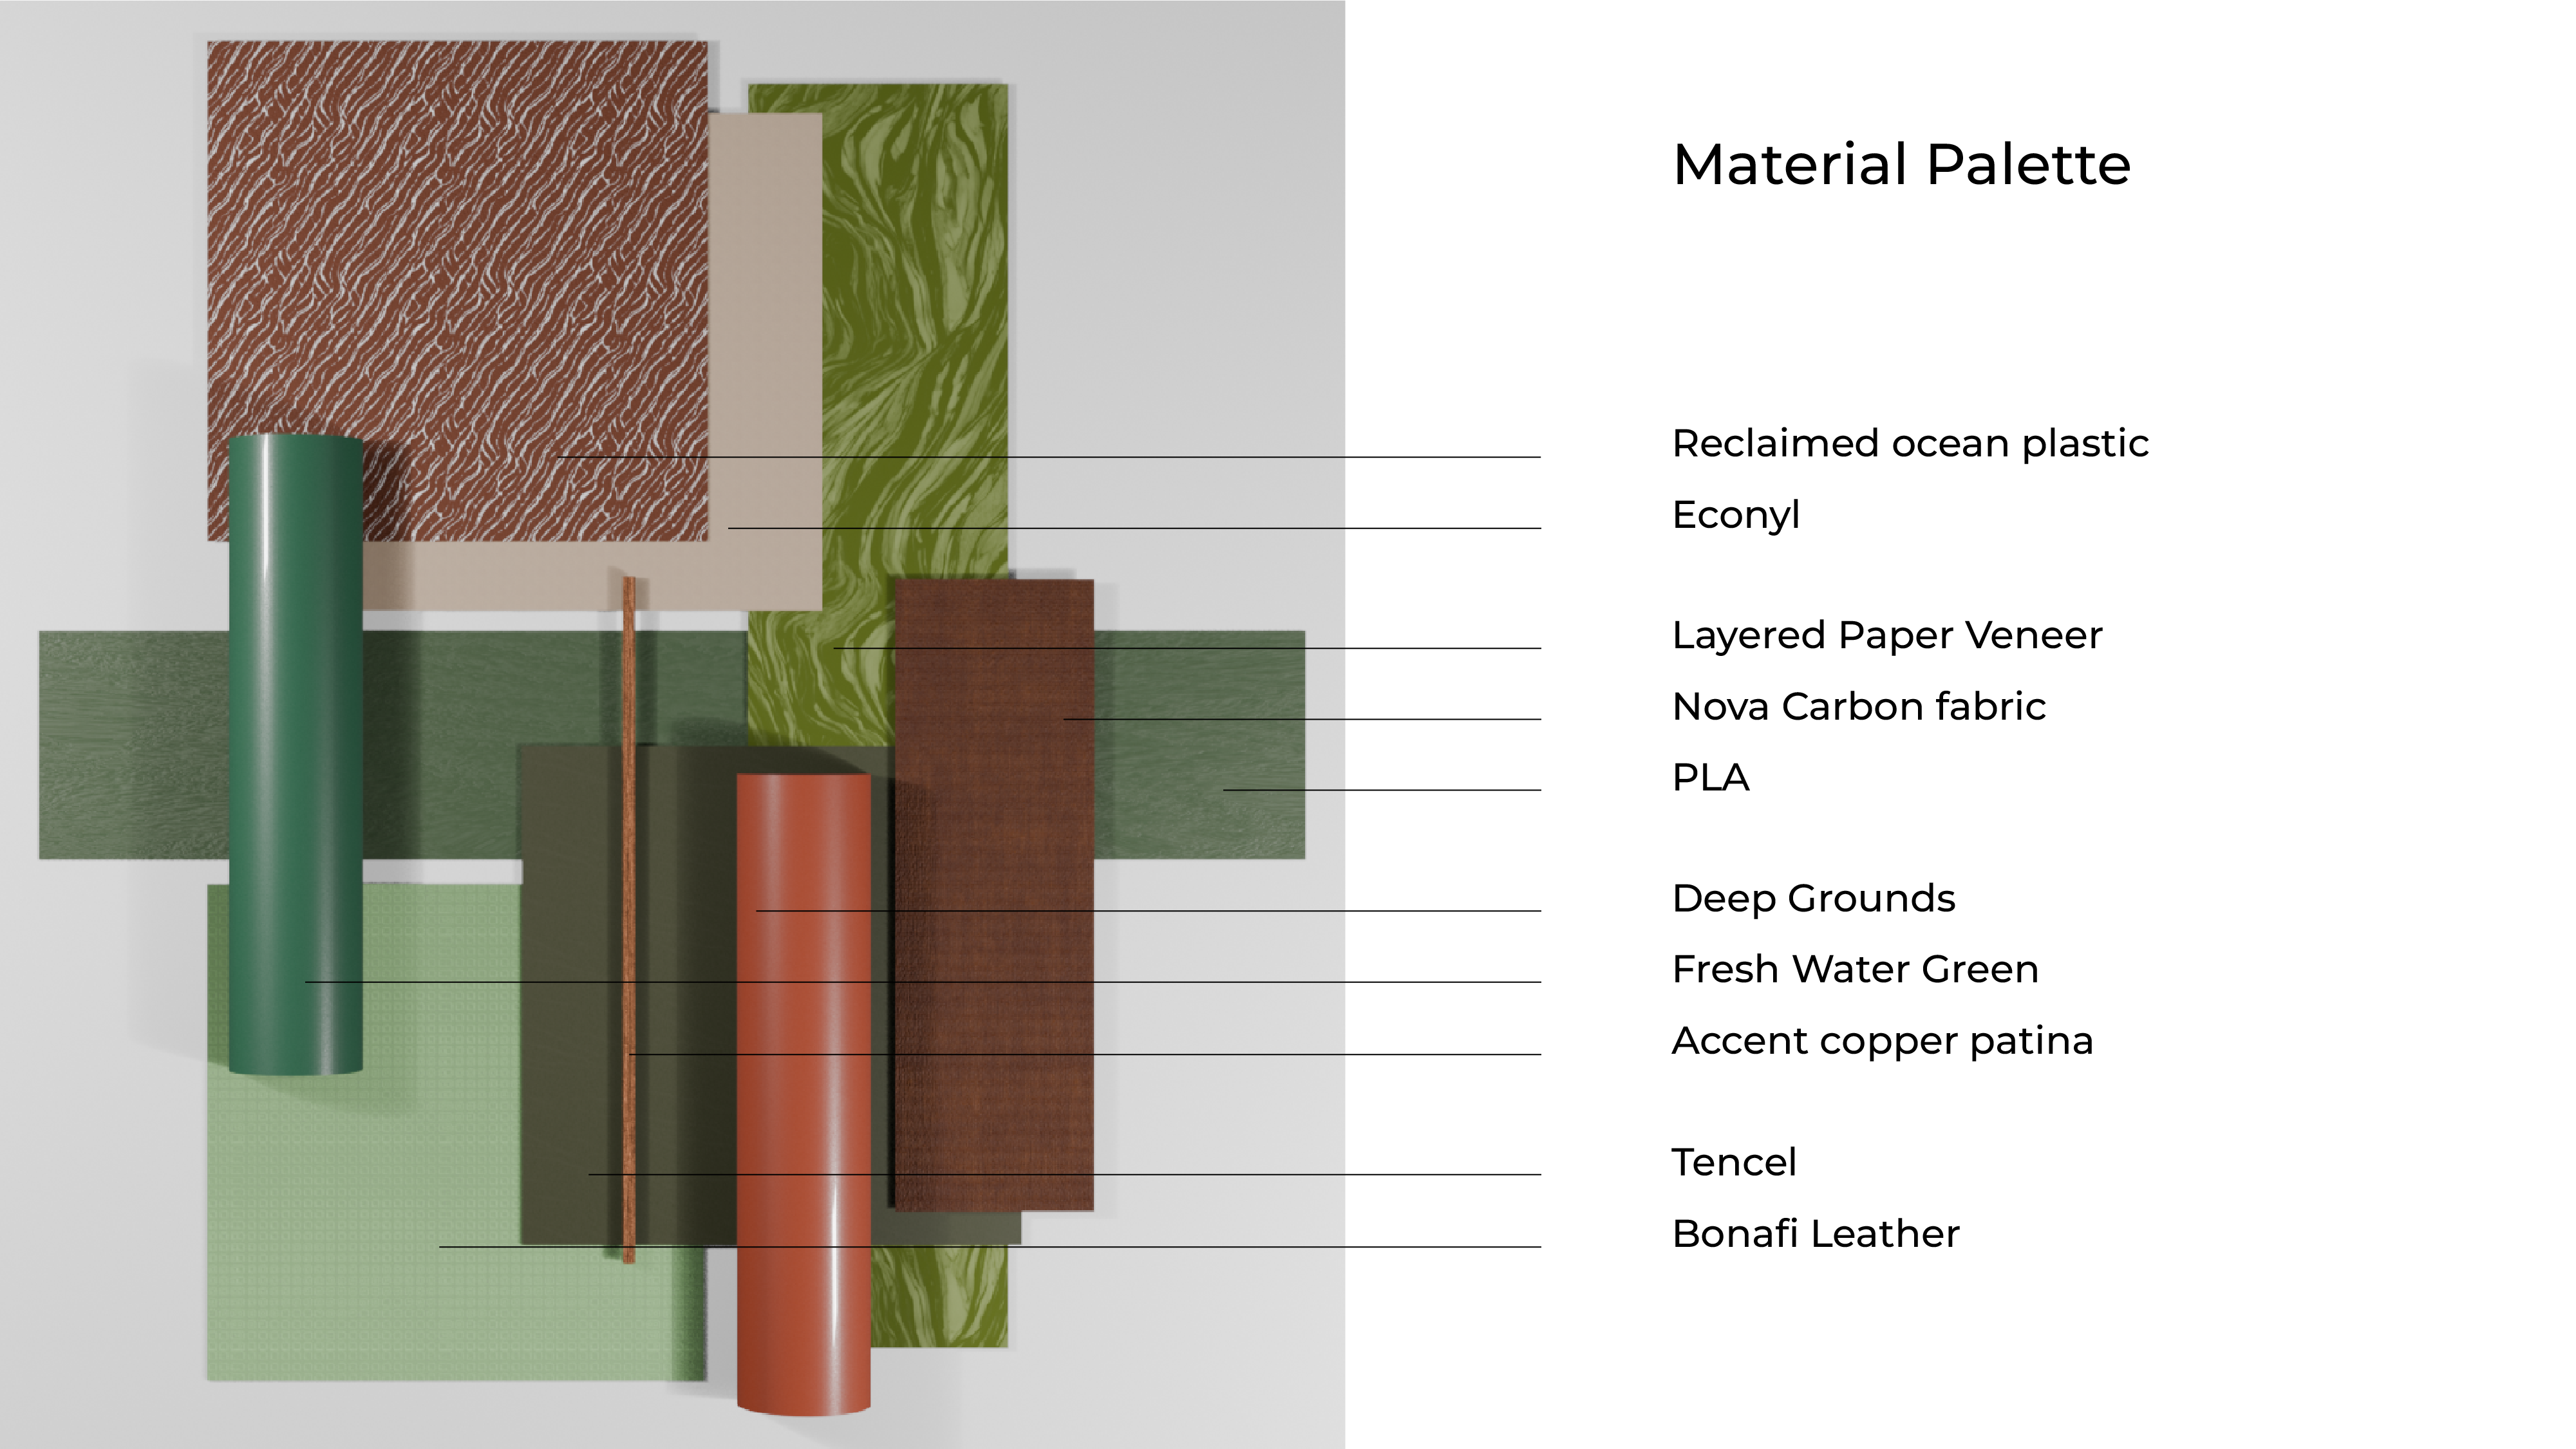 Material Palette
Reclaimed ocean plastic
Econyl
Layered Paper Veneer
Nova Carbon fabric
PLA
Deep Grounds
Fresh Water Green
Accent copper patina
Tencel
Bonafi Leather